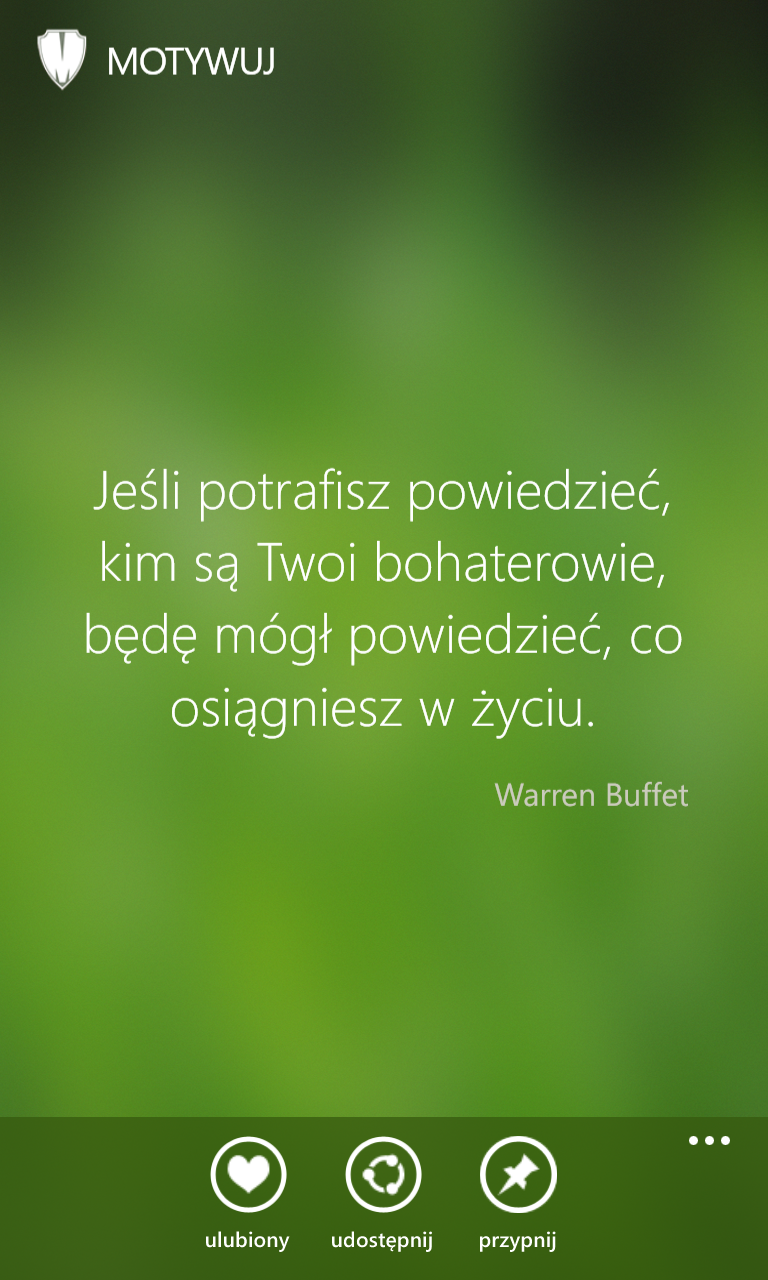 MOTYWUJ
Jeśli potrafisz powiedzieć,
kim są Twoi bohaterowie,
będę mógł powiedzieć, co
osiągniesz w życiu.
Warren Buffet
ulubiony
udostępnij
przypnij